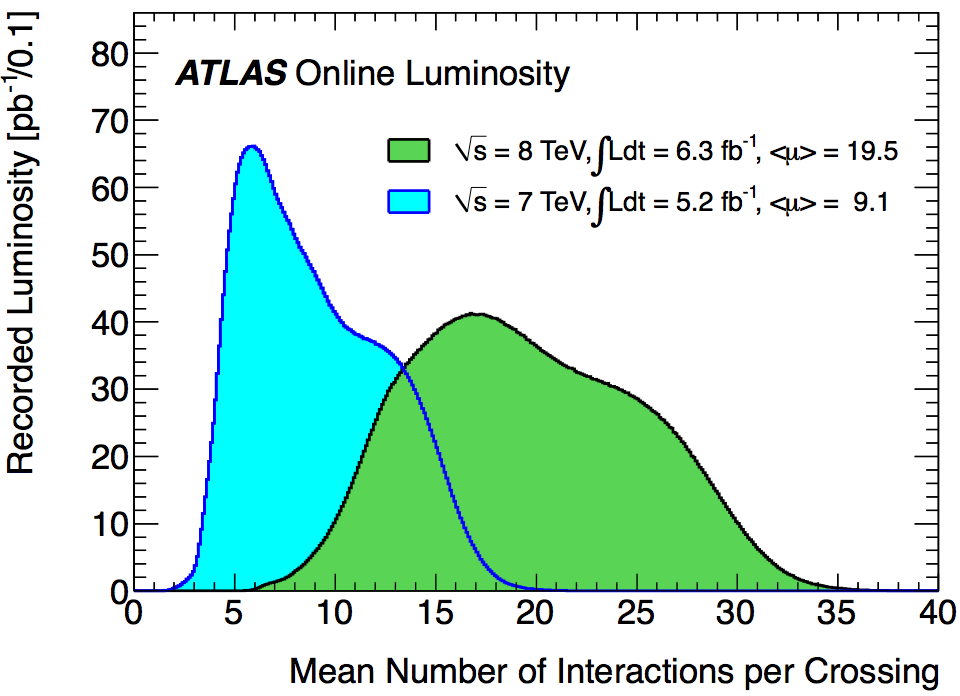 Recorded Luminosity [pb⁻¹/0.1]
80
70
60
50
40
30
20
10
0
ATLAS Online Luminosity
√s = 8 TeV, ∫Ldt = 6.3 fb⁻¹, <μ> = 19.5
√s = 7 TeV, ∫Ldt = 5.2 fb⁻¹, <μ> = 9.1
0 5 10 15 20 25 30 35 40
Mean Number of Interactions per Crossing